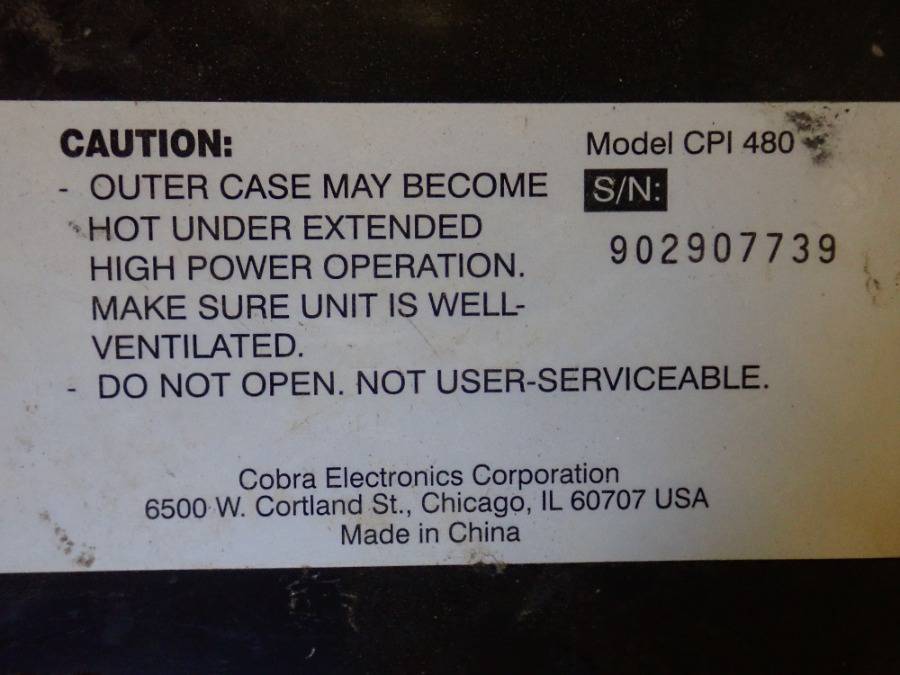 CAUTION:
- OUTER CASE MAY BECOME
HOT UNDER EXTENDED
HIGH POWER OPERATION.
MAKE SURE UNIT IS WELL-
VENTILATED.
- DO NOT OPEN. NOT USER-SERVICEABLE.
Model CPI 480
S/N:
902907739
Cobra Electronics Corporation
6500 W. Cortland St., Chicago, IL 60707 USA
Made in China